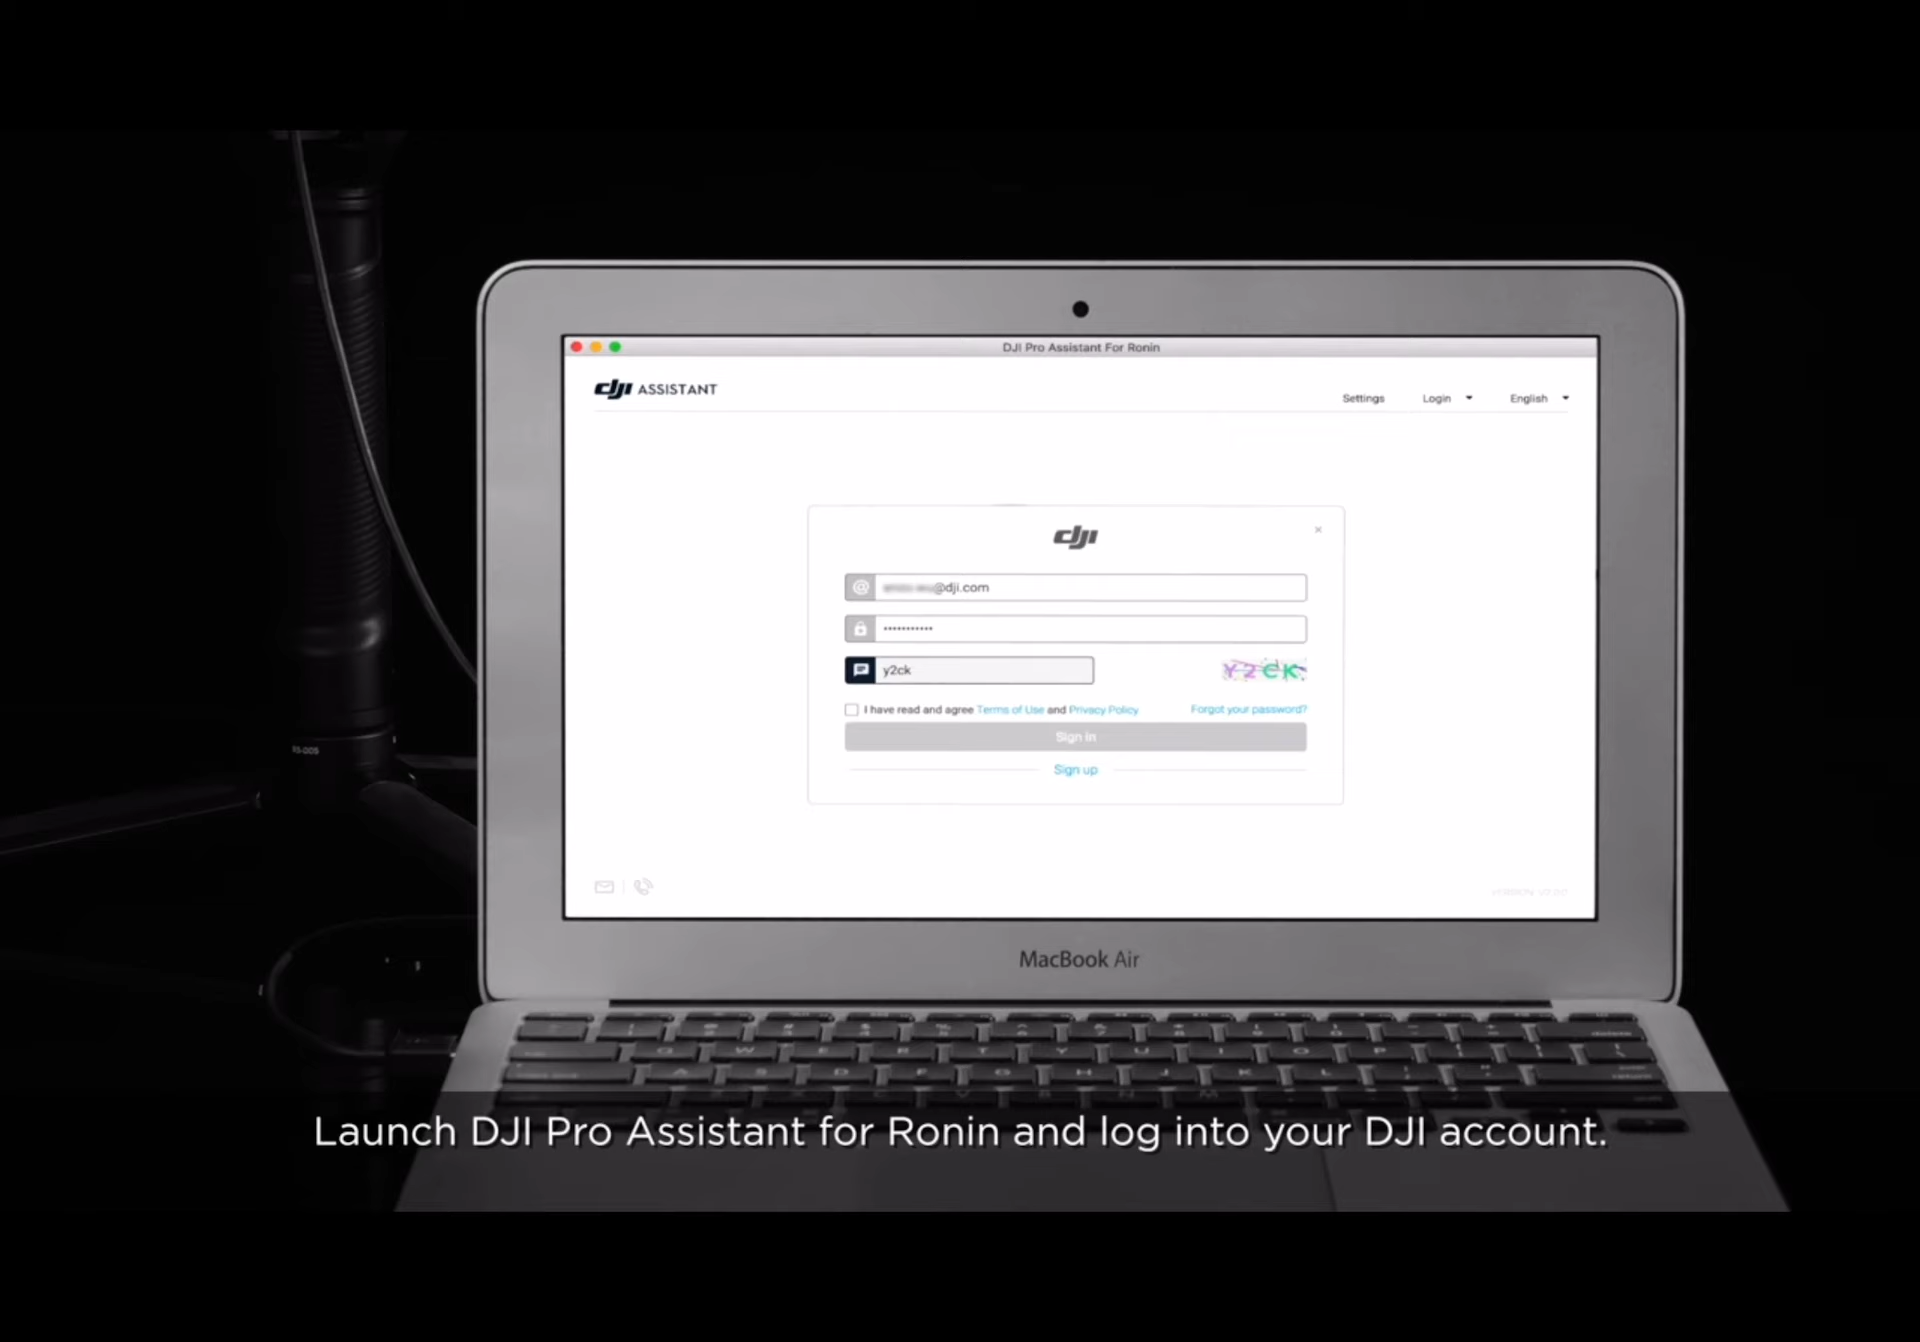 DJI Pro Assistant For Ronin
dji ASSISTANT
Settings
Login
English
dji
@dji.com
•••••••••••
y2ck
Y2CK
I have read and agree Terms of Use and Privacy Policy
Forgot your password?
Sign in
Sign up
MacBook Air
delete
Q W E R T Y U I O P
A S D F G H J K L
Launch DJI Pro Assistant for Ronin and log into your DJI account.